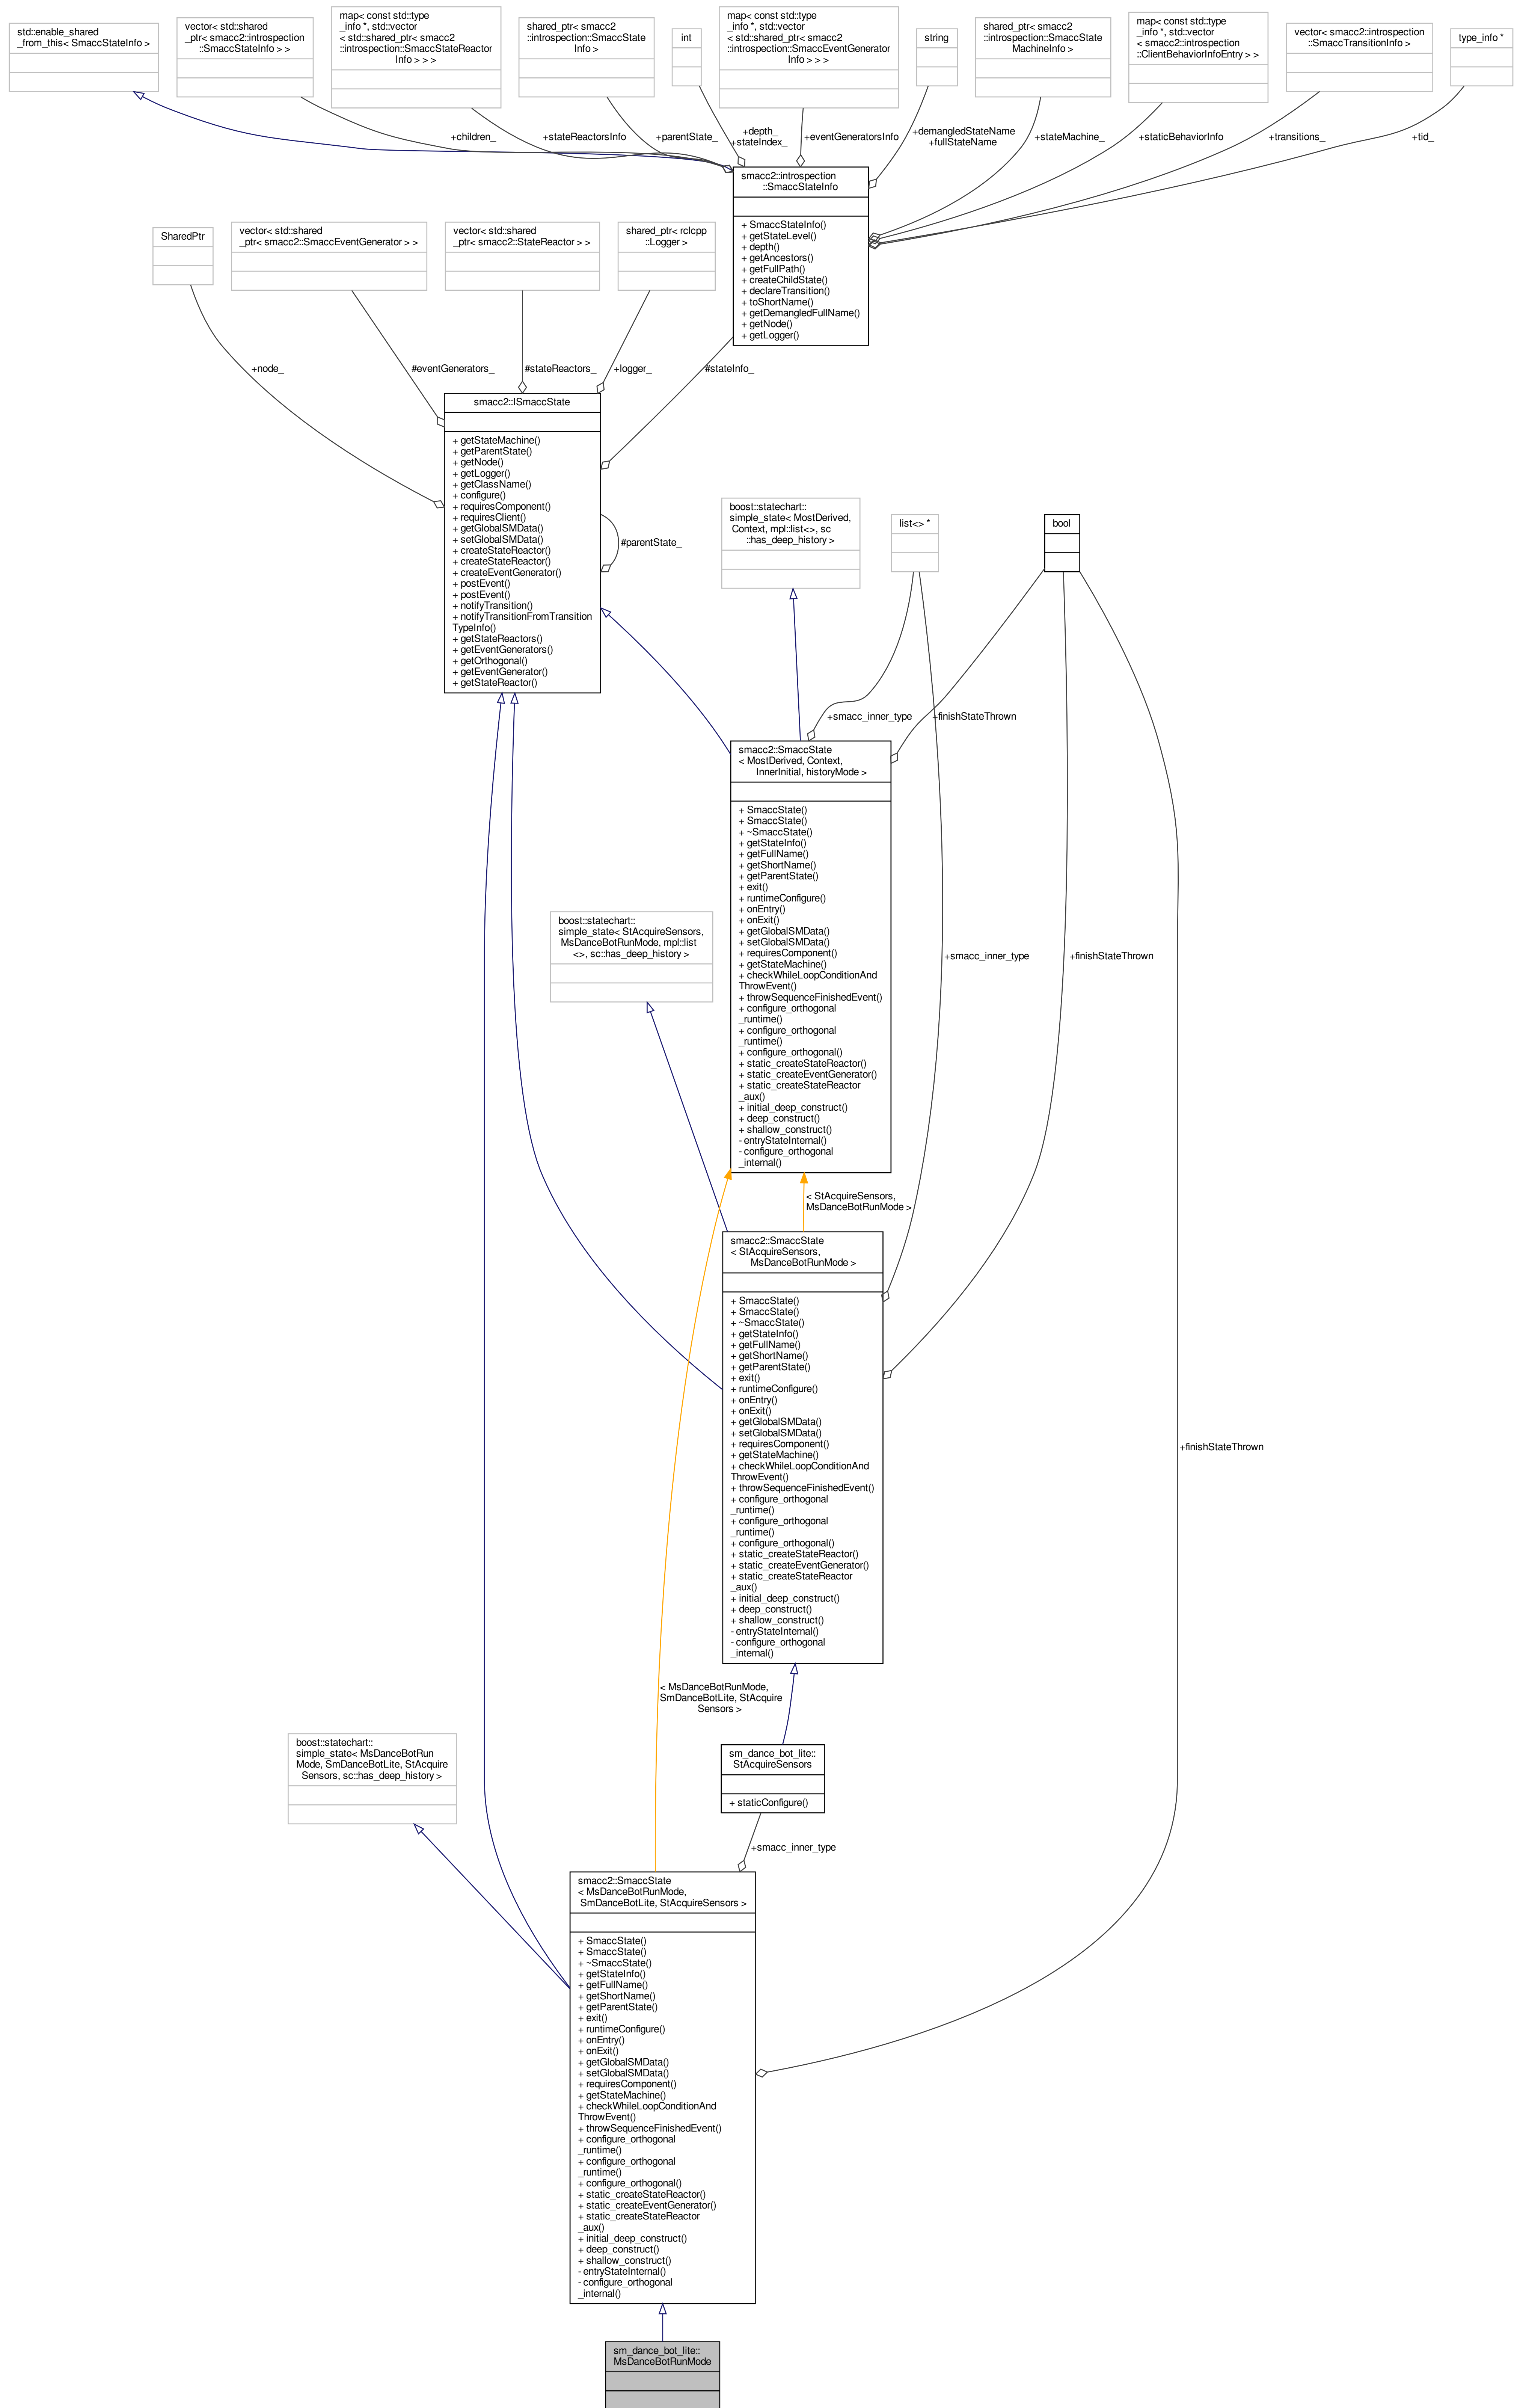 std::enable_shared
_from_this< SmaccStateInfo >
vector< std::shared
_ptr< smacc2::introspection
::SmaccStateInfo > >
map< const std::type
_info *, std::vector
< std::shared_ptr< smacc2
::introspection::SmaccStateReactor
Info > > >
shared_ptr< smacc2
::introspection::SmaccState
Info >
int
map< const std::type
_info *, std::vector
< std::shared_ptr< smacc2
::introspection::SmaccEventGenerator
Info > > >
string
shared_ptr< smacc2
::introspection::SmaccState
MachineInfo >
map< const std::type
_info *, std::vector
< smacc2::introspection
::ClientBehaviorInfoEntry > >
vector< smacc2::introspection
::SmaccTransitionInfo >
type_info *
+children_
+stateReactorsInfo
+parentState_
+depth_
+stateIndex_
+eventGeneratorsInfo
+demangledStateName
+fullStateName
+stateMachine_
+staticBehaviorInfo
+transitions_
+tid_
smacc2::introspection
::SmaccStateInfo
+ SmaccStateInfo()
+ getStateLevel()
+ depth()
+ getAncestors()
+ getFullPath()
+ createChildState()
+ declareTransition()
+ toShortName()
+ getDemangledFullName()
+ getNode()
+ getLogger()
SharedPtr
vector< std::shared
_ptr< smacc2::SmaccEventGenerator > >
vector< std::shared
_ptr< smacc2::StateReactor > >
shared_ptr< rclcpp
::Logger >
+node_
#eventGenerators_
#stateReactors_
+logger_
#stateInfo_
smacc2::ISmaccState
+ getStateMachine()
+ getParentState()
+ getNode()
+ getLogger()
+ getClassName()
+ configure()
+ requiresComponent()
+ requiresClient()
+ getGlobalSMData()
+ setGlobalSMData()
+ createStateReactor()
+ createStateReactor()
+ createEventGenerator()
+ postEvent()
+ postEvent()
+ notifyTransition()
+ notifyTransitionFromTransition
TypeInfo()
+ getStateReactors()
+ getEventGenerators()
+ getOrthogonal()
+ getEventGenerator()
+ getStateReactor()
#parentState_
boost::statechart::
simple_state< MostDerived,
Context, mpl::list<>, sc
::has_deep_history >
list<> *
bool
+smacc_inner_type
+finishStateThrown
smacc2::SmaccState
< MostDerived, Context,
InnerInitial, historyMode >
+ SmaccState()
+ SmaccState()
+ ~SmaccState()
+ getStateInfo()
+ getFullName()
+ getShortName()
+ getParentState()
+ exit()
+ runtimeConfigure()
+ onEntry()
+ onExit()
+ getGlobalSMData()
+ setGlobalSMData()
+ requiresComponent()
+ getStateMachine()
+ checkWhileLoopConditionAnd
ThrowEvent()
+ throwSequenceFinishedEvent()
+ configure_orthogonal
_runtime()
+ configure_orthogonal
_runtime()
+ configure_orthogonal()
+ static_createStateReactor()
+ static_createEventGenerator()
+ static_createStateReactor
_aux()
+ initial_deep_construct()
+ deep_construct()
+ shallow_construct()
- entryStateInternal()
- configure_orthogonal
_internal()
boost::statechart::
simple_state< StAcquireSensors,
MsDanceBotRunMode, mpl::list
<>, sc::has_deep_history >
+smacc_inner_type
+finishStateThrown
< StAcquireSensors,
MsDanceBotRunMode >
smacc2::SmaccState
< StAcquireSensors,
MsDanceBotRunMode >
+ SmaccState()
+ SmaccState()
+ ~SmaccState()
+ getStateInfo()
+ getFullName()
+ getShortName()
+ getParentState()
+ exit()
+ runtimeConfigure()
+ onEntry()
+ onExit()
+ getGlobalSMData()
+ setGlobalSMData()
+ requiresComponent()
+ getStateMachine()
+ checkWhileLoopConditionAnd
ThrowEvent()
+ throwSequenceFinishedEvent()
+ configure_orthogonal
_runtime()
+ configure_orthogonal
_runtime()
+ configure_orthogonal()
+ static_createStateReactor()
+ static_createEventGenerator()
+ static_createStateReactor
_aux()
+ initial_deep_construct()
+ deep_construct()
+ shallow_construct()
- entryStateInternal()
- configure_orthogonal
_internal()
+finishStateThrown
< MsDanceBotRunMode,
SmDanceBotLite, StAcquire
Sensors >
boost::statechart::
simple_state< MsDanceBotRun
Mode, SmDanceBotLite, StAcquire
Sensors, sc::has_deep_history >
sm_dance_bot_lite::
StAcquireSensors
+ staticConfigure()
+smacc_inner_type
smacc2::SmaccState
< MsDanceBotRunMode,
SmDanceBotLite, StAcquireSensors >
+ SmaccState()
+ SmaccState()
+ ~SmaccState()
+ getStateInfo()
+ getFullName()
+ getShortName()
+ getParentState()
+ exit()
+ runtimeConfigure()
+ onEntry()
+ onExit()
+ getGlobalSMData()
+ setGlobalSMData()
+ requiresComponent()
+ getStateMachine()
+ checkWhileLoopConditionAnd
ThrowEvent()
+ throwSequenceFinishedEvent()
+ configure_orthogonal
_runtime()
+ configure_orthogonal
_runtime()
+ configure_orthogonal()
+ static_createStateReactor()
+ static_createEventGenerator()
+ static_createStateReactor
_aux()
+ initial_deep_construct()
+ deep_construct()
+ shallow_construct()
- entryStateInternal()
- configure_orthogonal
_internal()
sm_dance_bot_lite::
MsDanceBotRunMode